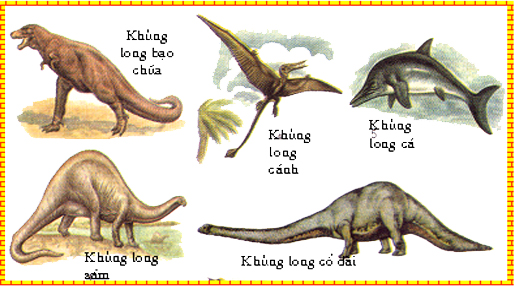 Khủng
long bạo
chúa
Khủng
long
cánh
Khủng
long cá
Khủng long
sấm
Khủng long cổ dài